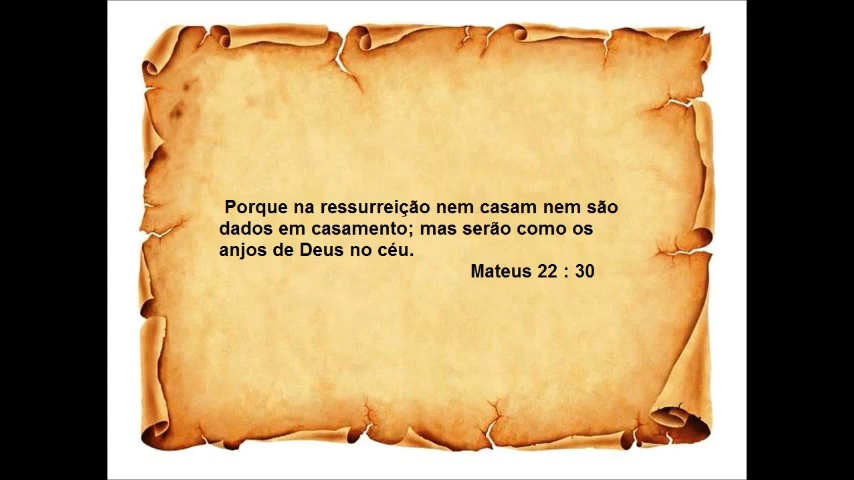 Porque na ressurreição nem casam nem são
dados em casamento; mas serão como os
anjos de Deus no céu.
Mateus 22 : 30